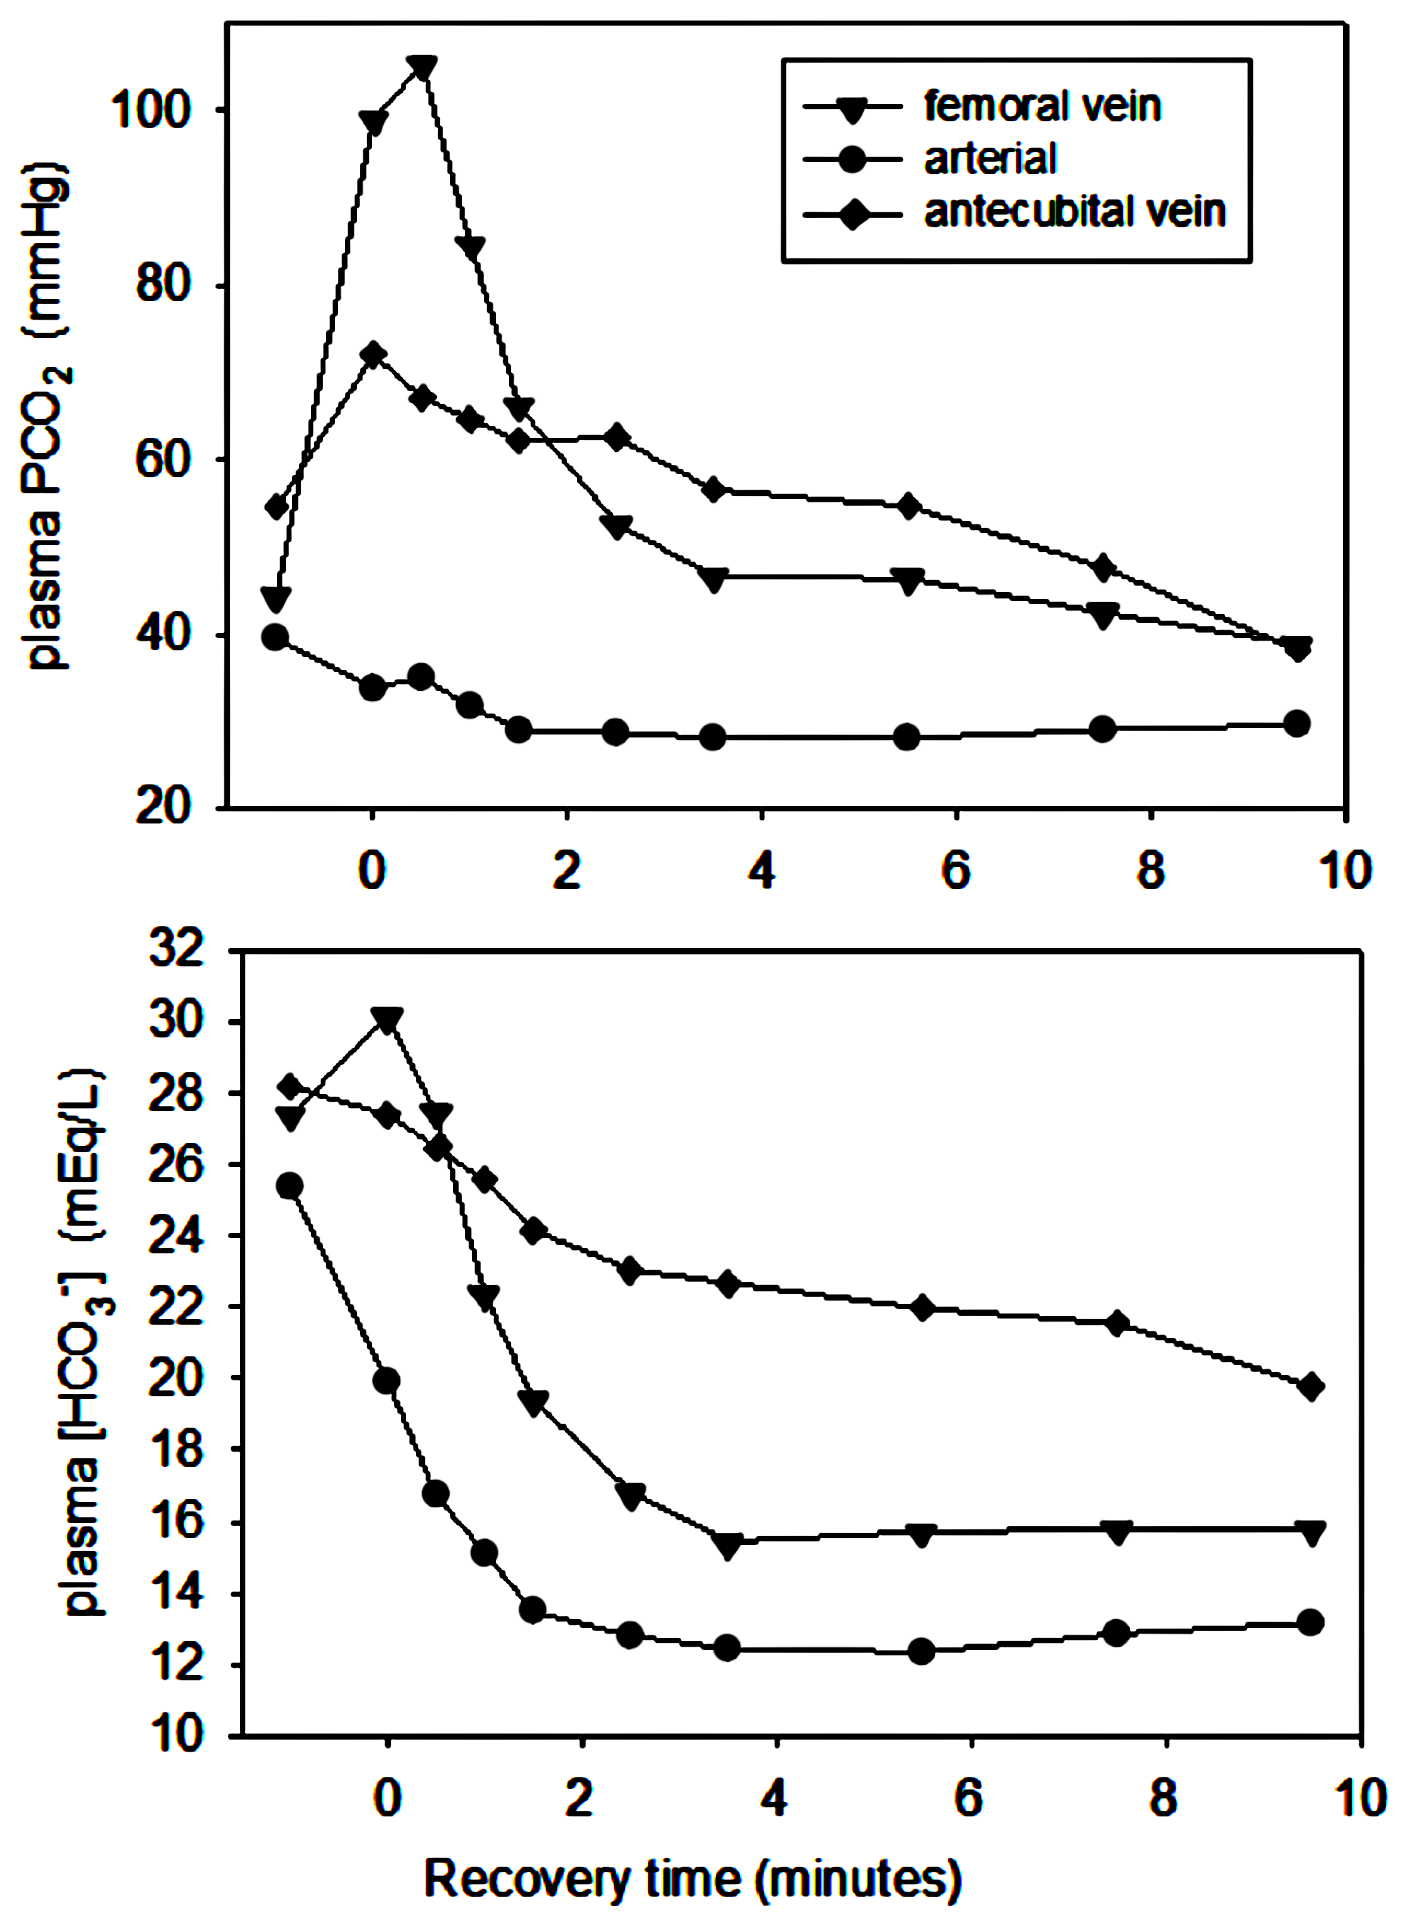 plasma PCO2 (mmHg)
100
80
60
40
20
femoral vein
arterial
antecubital vein
0 2 4 6 8 10
plasma [HCO3-] (mEq/L)
32
30
28
26
24
22
20
18
16
14
12
10
0 2 4 6 8 10
Recovery time (minutes)